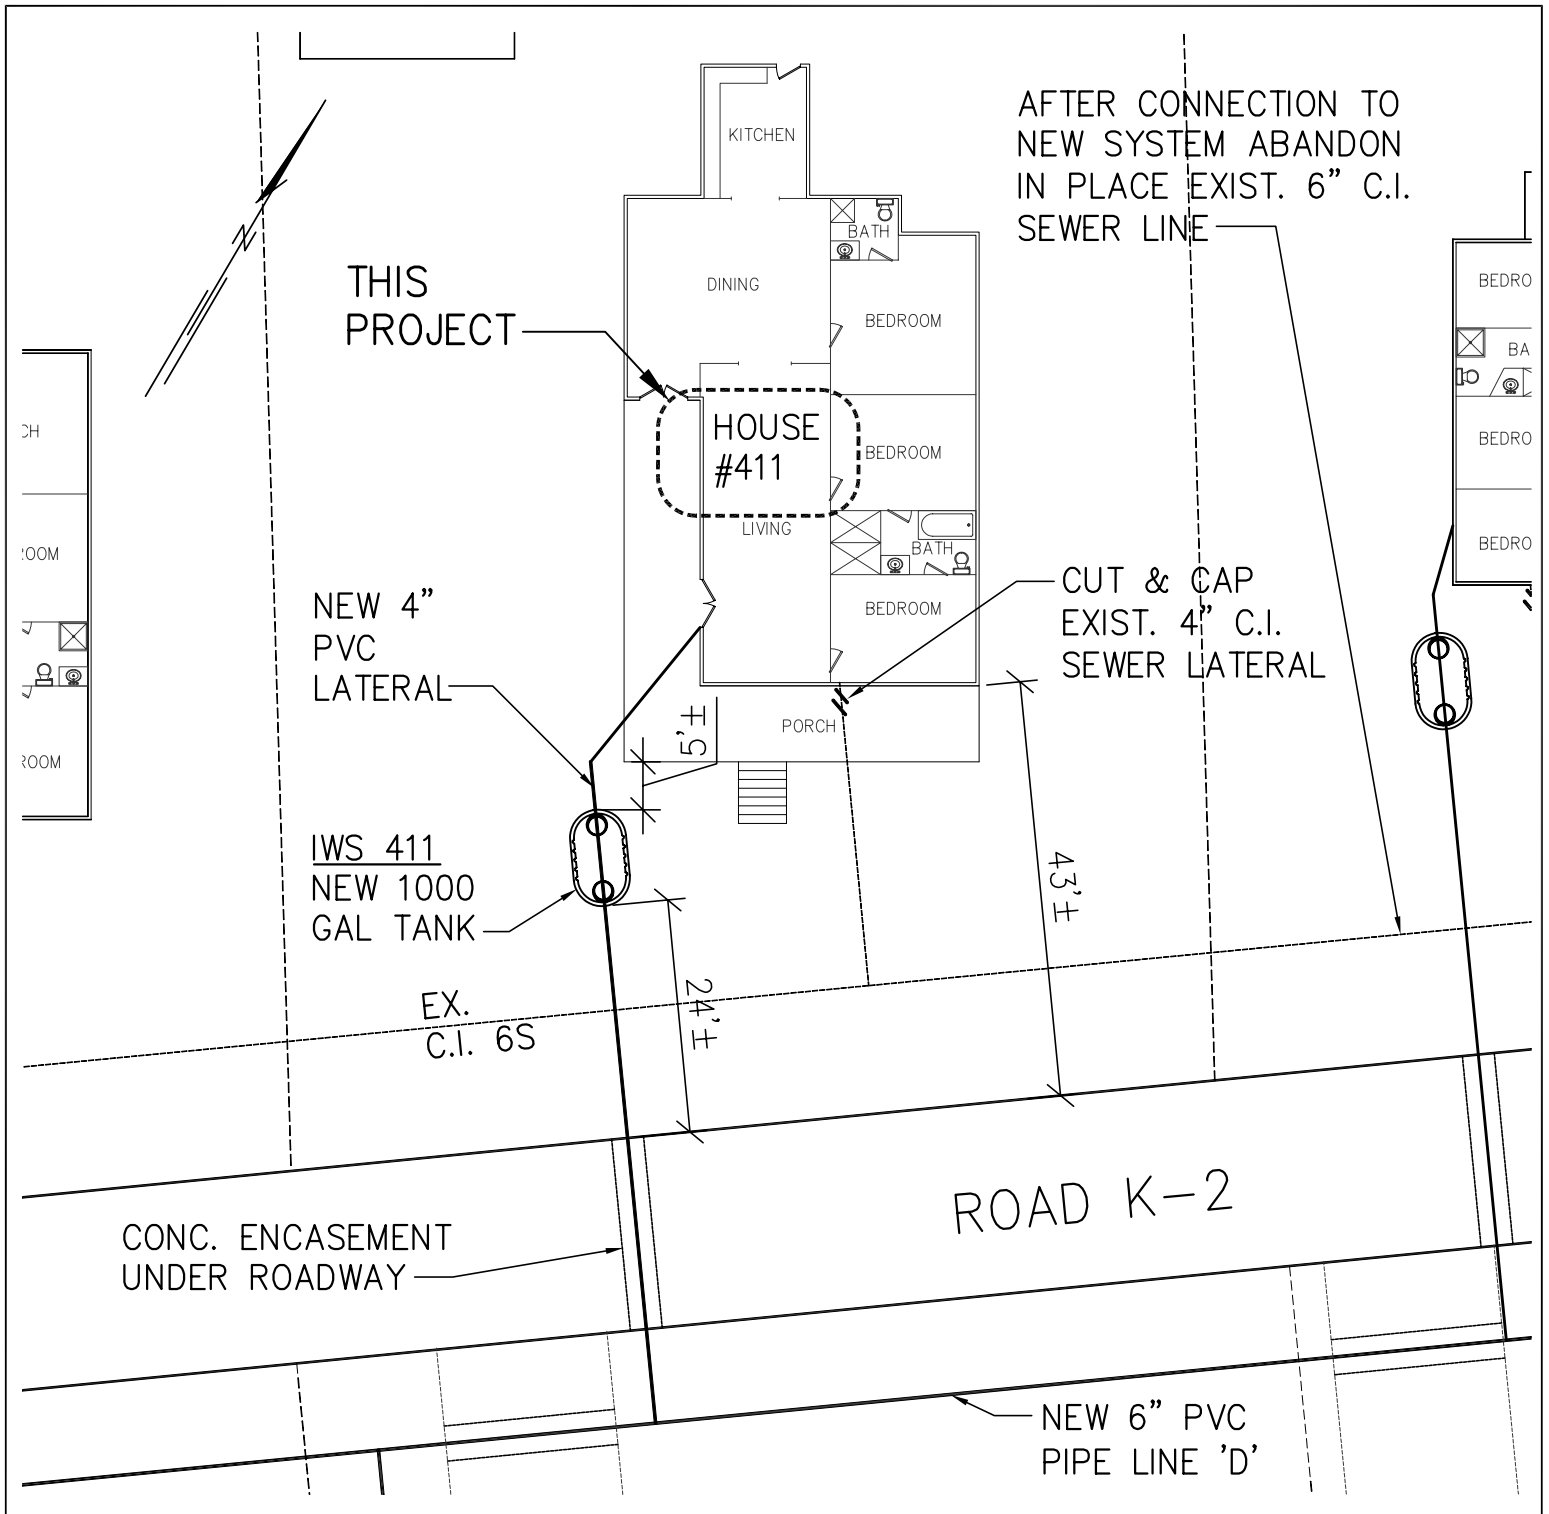 KITCHEN
AFTER CONNECTION TO
NEW SYSTEM ABANDON
IN PLACE EXIST. 6" C.I.
SEWER LINE
BATH
N
THIS
PROJECT
DINING
BEDROOM
BEDRO
BA
HOUSE
#411
BEDROOM
BEDRO
CH
LIVING
BATH
BEDRO
ROOM
NEW 4"
PVC
LATERAL
BEDROOM
CUT & CAP
EXIST. 4" C.I.
SEWER LATERAL
5'±
PORCH
ROOM
IWS 411
NEW 1000
GAL TANK
43'±
EX.
C.I. 6S
24'±
ROAD K-2
CONC. ENCASEMENT
UNDER ROADWAY
NEW 6" PVC
PIPE LINE 'D'